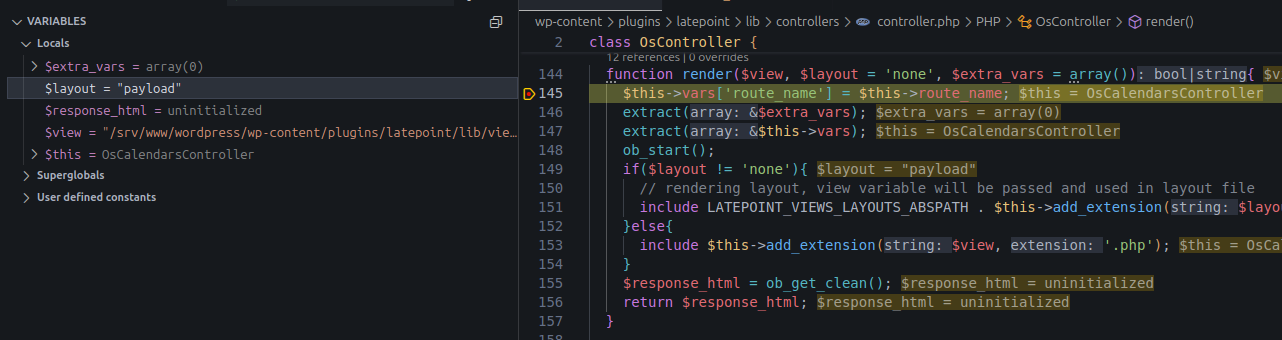 VARIABLES
Locals
$extra_vars = array(0)
$layout = "payload"
$response_html = uninitialized
$view = "/srv/www/wordpress/wp-content/plugins/latepoint/lib/vie...
$this = OsCalendarsController
Superglobals
User defined constants
wp-content > plugins > latepoint > lib > controllers > controller.php > PHP > OsController > render()
2 class OsController {
12 references | 0 overrides
144 function render($view, $layout = 'none', $extra_vars = array()): bool|string{ $v
145 $this->vars['route_name'] = $this->route_name; $this = OsCalendarsController
146 extract(array: &$extra_vars); $extra_vars = array(0)
147 extract(array: &$this->vars); $this = OsCalendarsController
148 ob_start();
149 if($layout != 'none'){ $layout = "payload"
150 // rendering layout, view variable will be passed and used in layout file
151 include LATEPOINT_VIEWS_LAYOUTS_ABSPATH . $this->add_extension(string: $layou
152 }else{
153 include $this->add_extension(string: $view, extension: '.php'); $this = OsCal
154 }
155 $response_html = ob_get_clean(); $response_html = uninitialized
156 return $response_html; $response_html = uninitialized
157 }
158